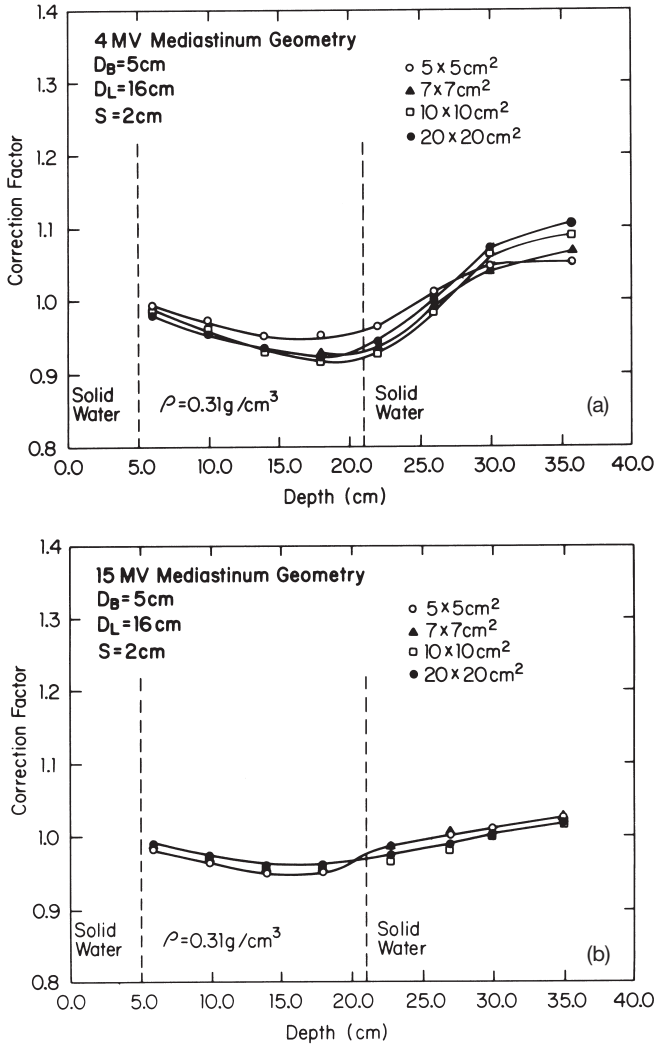 1.4
4 MV Mediastinum Geometry
D_B = 5cm
D_L = 16cm
S = 2cm
○ 5 × 5cm²
▲ 7 × 7cm²
□ 10 × 10cm²
● 20 × 20cm²
1.3
1.2
1.1
1.0
0.9
0.8
Correction Factor
Solid
Water
ρ = 0.31g/cm³
Solid
Water
(a)
0.0 5.0 10.0 15.0 20.0 25.0 30.0 35.0 40.0
Depth (cm)
1.4
15 MV Mediastinum Geometry
D_B = 5cm
D_L = 16cm
S = 2cm
○ 5 × 5cm²
▲ 7 × 7cm²
□ 10 × 10cm²
● 20 × 20cm²
1.3
1.2
1.1
1.0
0.9
0.8
Correction Factor
Solid
Water
ρ = 0.31g/cm³
Solid
Water
(b)
0.0 5.0 10.0 15.0 20.0 25.0 30.0 35.0 40.0
Depth (cm)